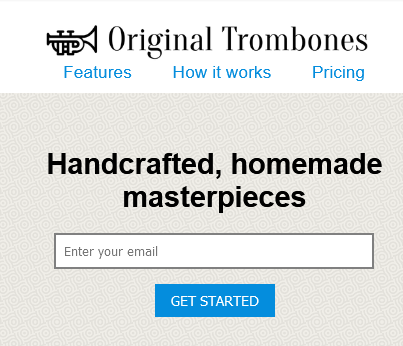 Original Trombones
Features How it works Pricing
Handcrafted, homemade
masterpieces
Enter your email
GET STARTED